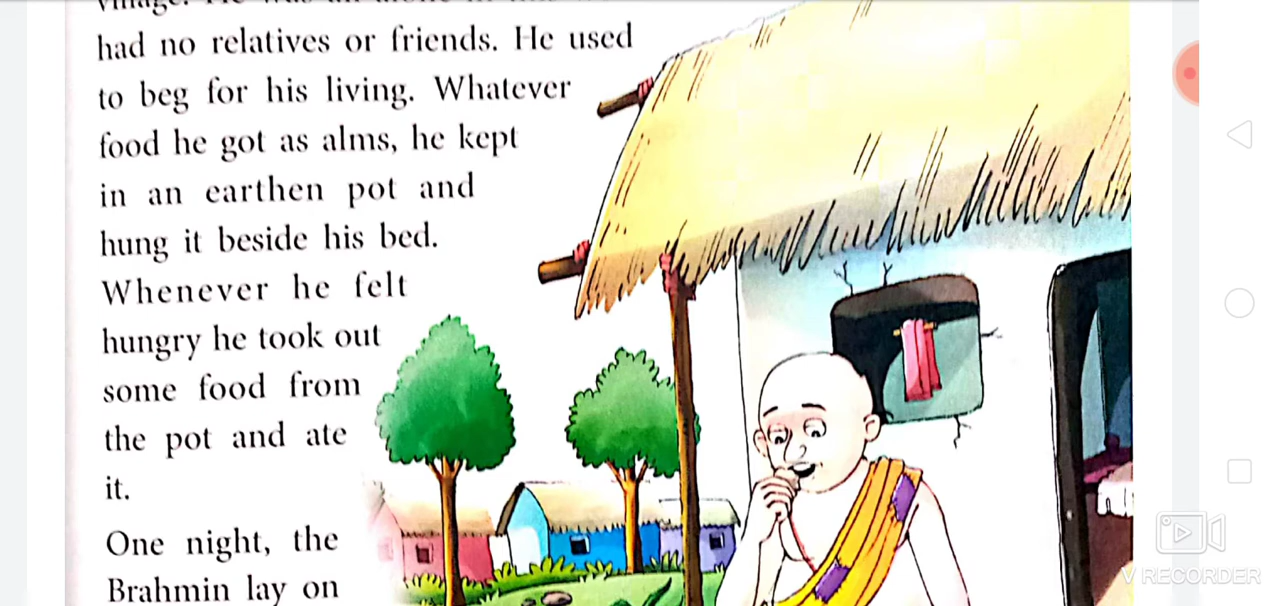 had no relatives or friends. He used
to beg for his living. Whatever
food he got as alms, he kept
in an earthen pot and
hung it beside his bed.
Whenever he felt
hungry he took out
some food from
the pot and ate
it.
One night, the
Brahmin lay on
V RECORDER